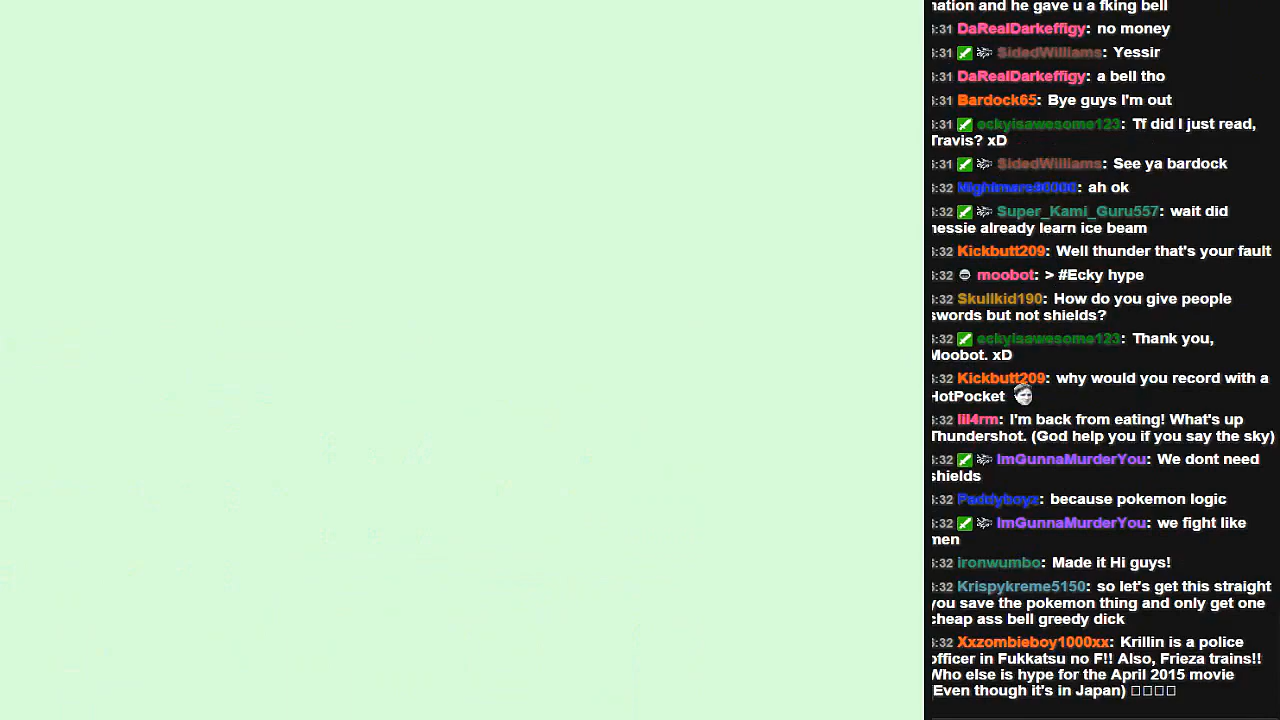 nation and he gave u a fking bell
:31 DaRealDarkeffigy: no money
:31 SidedWilliams: Yessir
:31 DaRealDarkeffigy: a bell tho
:31 Bardock65: Bye guys I'm out
:31 eckyisawesome123: Tf did I just read,
Travis? xD
:31 SidedWilliams: See ya bardock
:32 ah ok
:32 Super_Kami_Guru557: wait did
nessie already learn ice beam
:32 Kickbutt209: Well thunder that's your fault
:32 moobot: > #Ecky hype
:32 Skullkid190: How do you give people
swords but not shields?
:32 eckyisawesome123: Thank you,
Moobot. xD
:32 Kickbutt209: why would you record with a
HotPocket
:32 lil4rm: I'm back from eating! What's up
Thundershot. (God help you if you say the sky)
:32 ImGunnaMurderYou: We dont need
shields
:32 Paddyboyz: because pokemon logic
:32 ImGunnaMurderYou: we fight like
men
:32 ironwumbo: Made it Hi guys!
:32 Krispykreme5150: so let's get this straight
you save the pokemon thing and only get one
cheap ass bell greedy dick
:32 Xxzombieboy1000xx: Krillin is a police
officer in Fukkatsu no F!! Also, Frieza trains!!
Who else is hype for the April 2015 movie
(Even though it's in Japan) □□□□